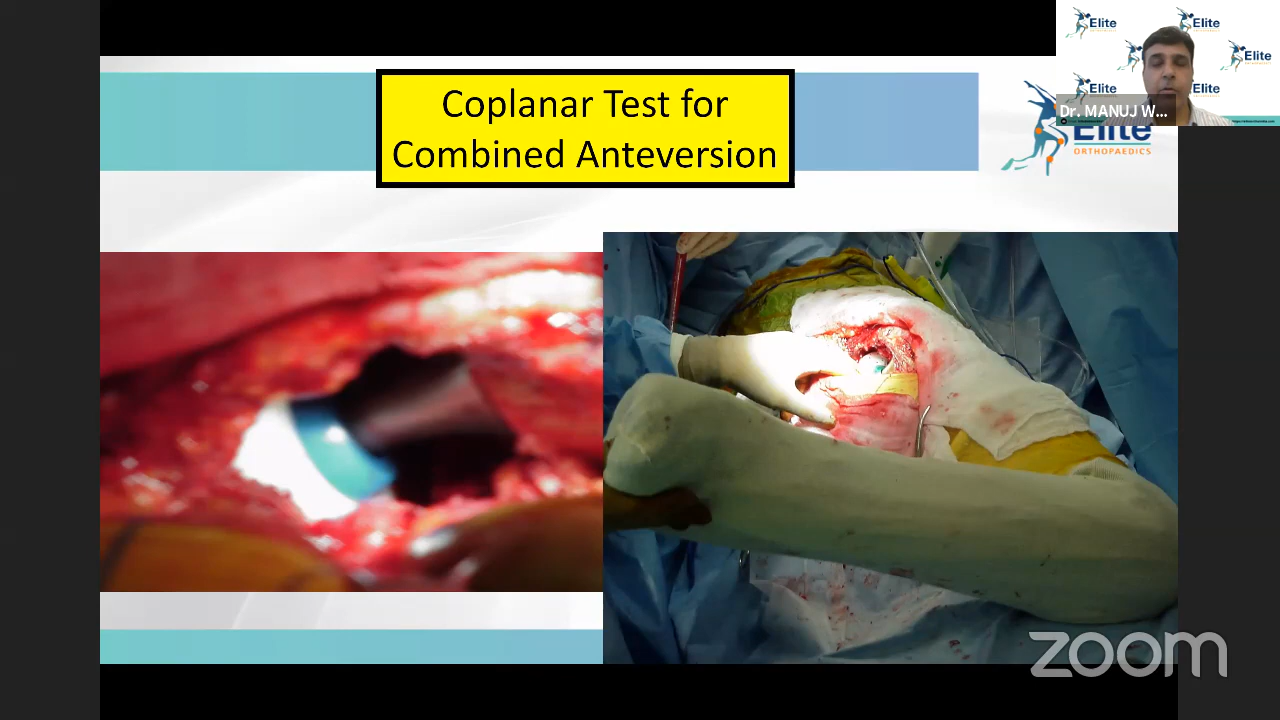 Coplanar Test for
Combined Anteversion
Elite
ORTHOPAEDICS
Elite
Elite
Elite
Elite
Elite
Dr. MANUJ W...
zoom